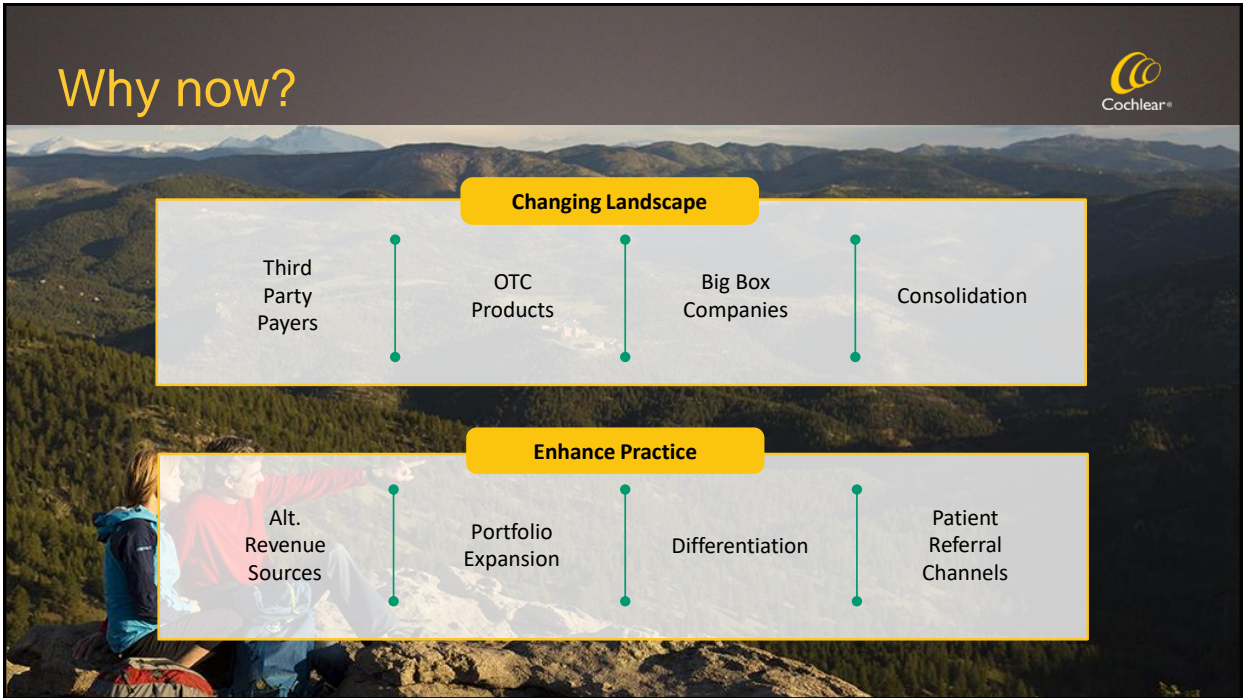 Why now?
Cochlear®
Changing Landscape
Third
Party
Payers
OTC
Products
Big Box
Companies
Consolidation
Enhance Practice
Alt.
Revenue
Sources
Portfolio
Expansion
Differentiation
Patient
Referral
Channels